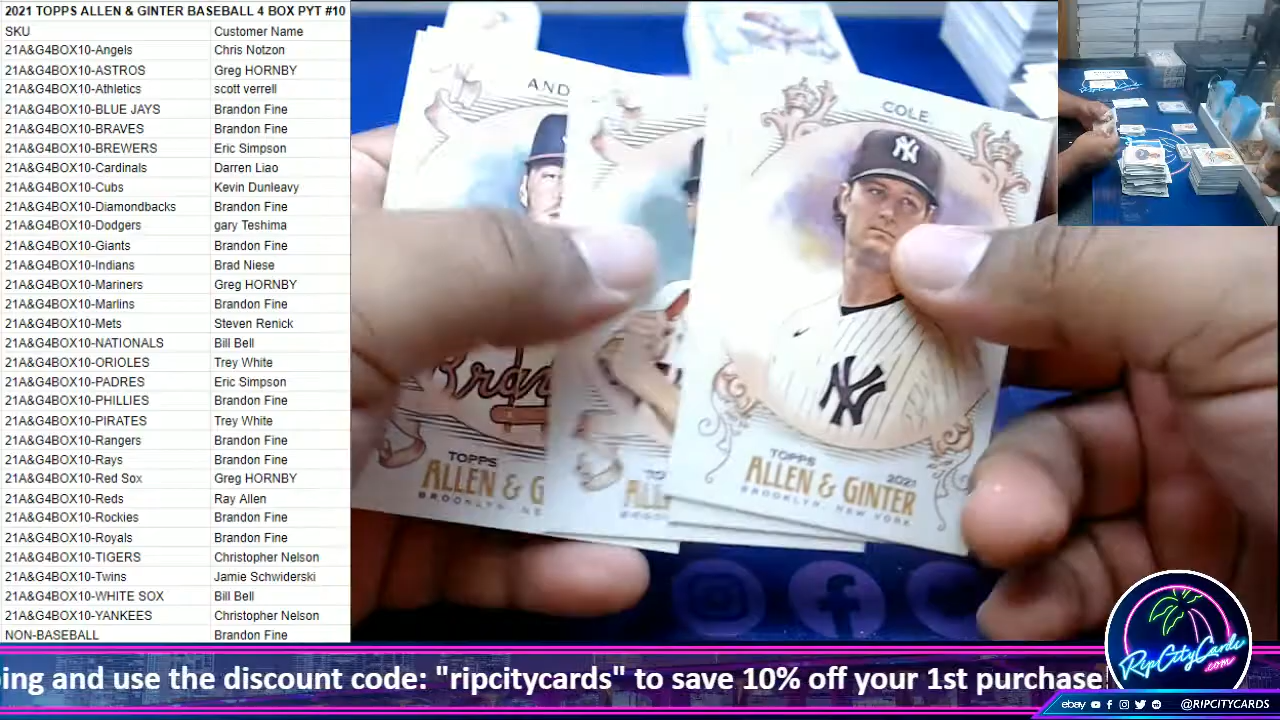 2021 TOPPS ALLEN & GINTER BASEBALL 4 BOX PYT #10
SKU Customer Name
21A&G4BOX10-Angels Chris Notzon
21A&G4BOX10-ASTROS Greg HORNBY
21A&G4BOX10-Athletics scott verrell
21A&G4BOX10-BLUE JAYS Brandon Fine
21A&G4BOX10-BRAVES Brandon Fine
21A&G4BOX10-BREWERS Eric Simpson
21A&G4BOX10-Cardinals Darren Liao
21A&G4BOX10-Cubs Kevin Dunleavy
21A&G4BOX10-Diamondbacks Brandon Fine
21A&G4BOX10-Dodgers gary Teshima
21A&G4BOX10-Giants Brandon Fine
21A&G4BOX10-Indians Brad Niese
21A&G4BOX10-Mariners Greg HORNBY
21A&G4BOX10-Marlins Brandon Fine
21A&G4BOX10-Mets Steven Renick
21A&G4BOX10-NATIONALS Bill Bell
21A&G4BOX10-ORIOLES Trey White
21A&G4BOX10-PADRES Eric Simpson
21A&G4BOX10-PHILLIES Brandon Fine
21A&G4BOX10-PIRATES Trey White
21A&G4BOX10-Rangers Brandon Fine
21A&G4BOX10-Rays Brandon Fine
21A&G4BOX10-Red Sox Greg HORNBY
21A&G4BOX10-Reds Ray Allen
21A&G4BOX10-Rockies Brandon Fine
21A&G4BOX10-Royals Brandon Fine
21A&G4BOX10-TIGERS Christopher Nelson
21A&G4BOX10-Twins Jamie Schwiderski
21A&G4BOX10-WHITE SOX Bill Bell
21A&G4BOX10-YANKEES Christopher Nelson
NON-BASEBALL Brandon Fine
AND
Brav
TOPPS
ALLEN & G
BROOKLYN, NE
TO
ALL
COLE
NY
NY
TOPPS 2021
ALLEN & GINTER
BROOKLYN, NEW YORK
ing and use the discount code: "ripcitycards" to save 10% off your 1st purchase
RipCityCards
.com
ebay @RIPCITYCARDS